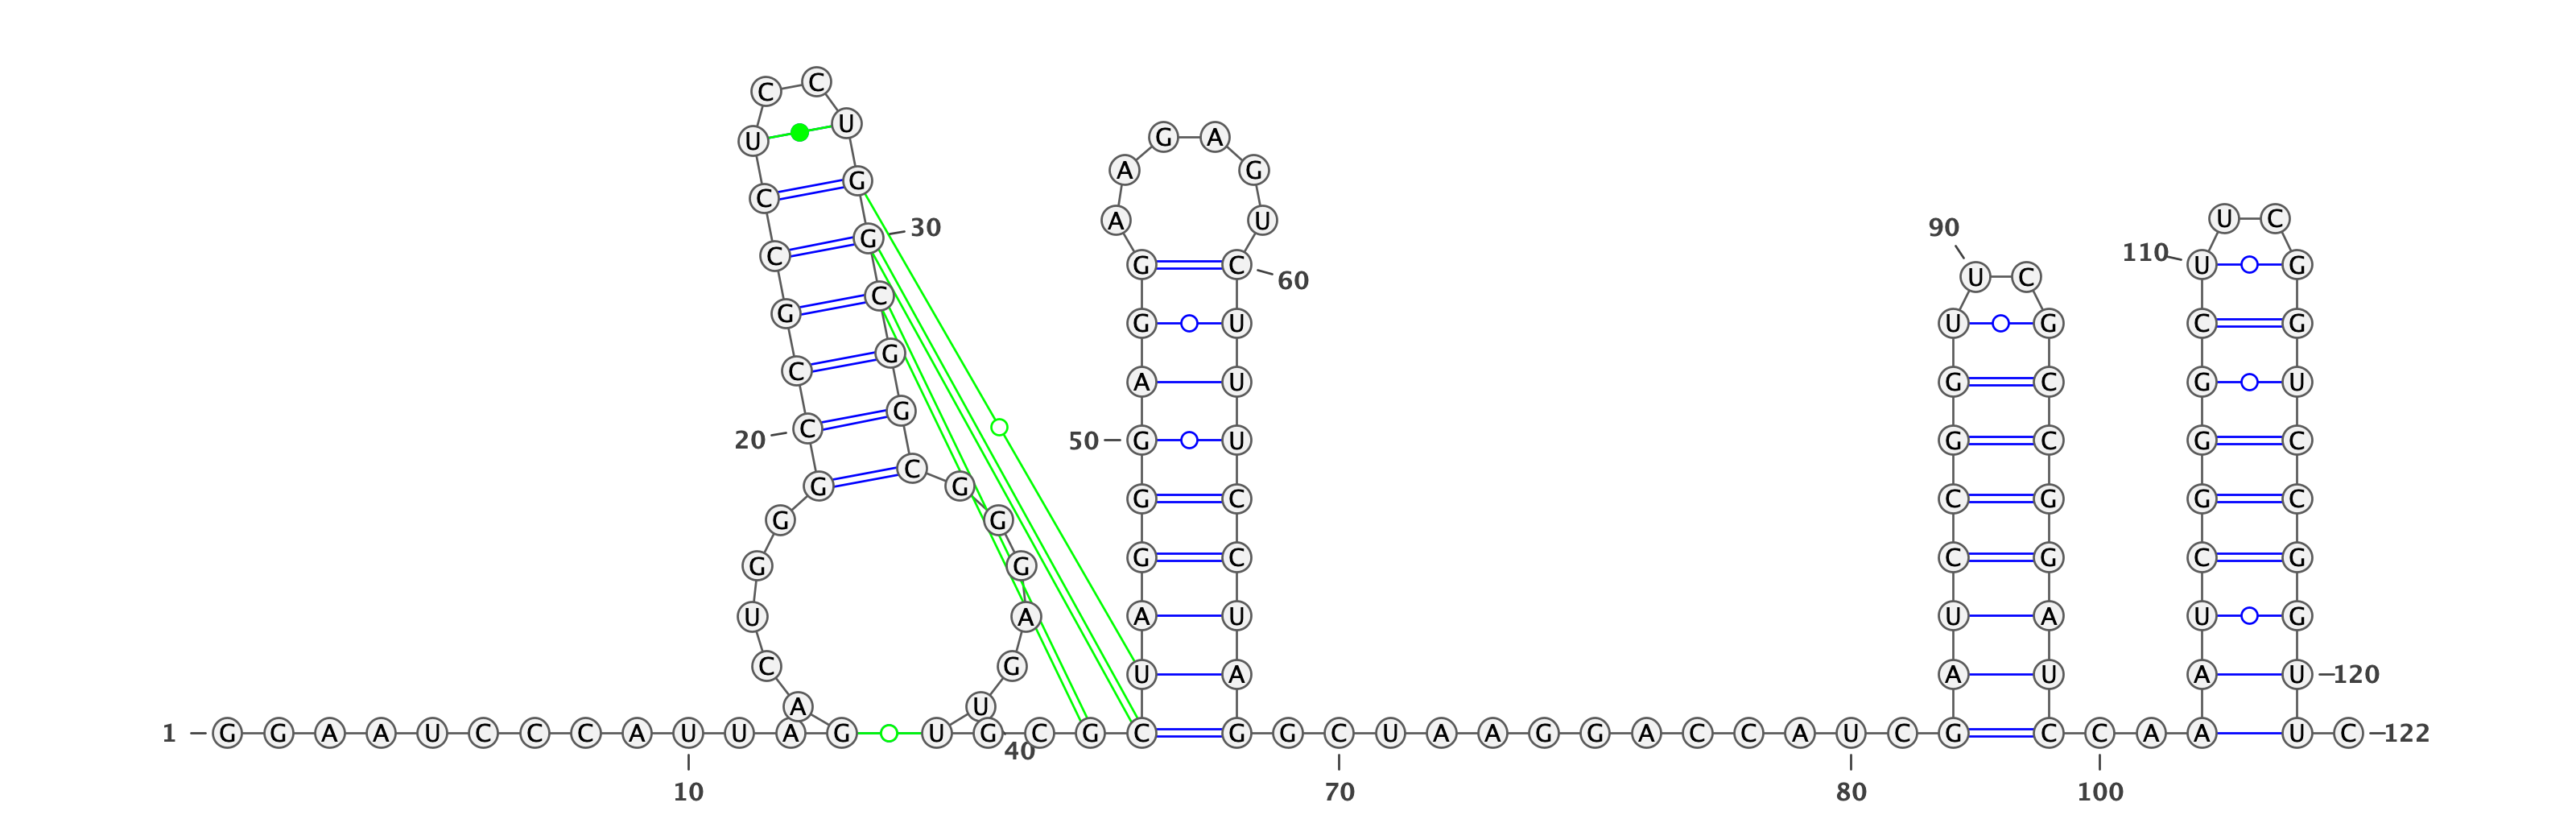 1
G G A A U C C C A U U A G
10
A C U G G
G C C G C C U
20
C C
U G G C G G C
30
G G G A G U
40
U G C G
C U A G G G A G G
50
A A G A G U
C U U U C C U A G
60
G C U A A G G A C C A U C
70
80
G A U C C G G U
90
U C
G C C G G A U C
C A
100
A A U C G G G C U
110
U C
G G U C C G G U U
120
C
122